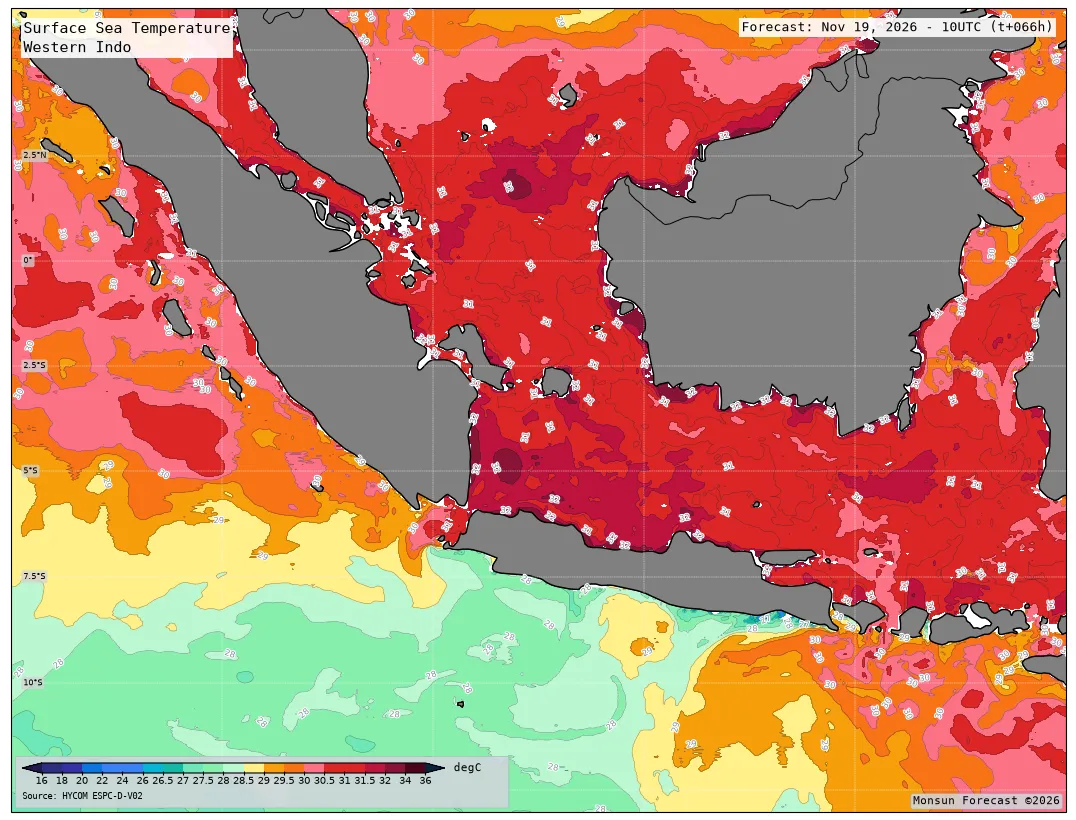 Surface Sea Temperature
Western Indo
Forecast: Nov 19, 2026 - 10UTC (t+066h)
2.5°N
0°
2.5°S
5°S
7.5°S
10°S
degC
16 18 20 22 24 26 26.5 27 27.5 28 28.5 29 29.5 30 30.5 31 31.5 32 34 36
Source: HYCOM ESPC-D-V02
Monsun Forecast ©2026